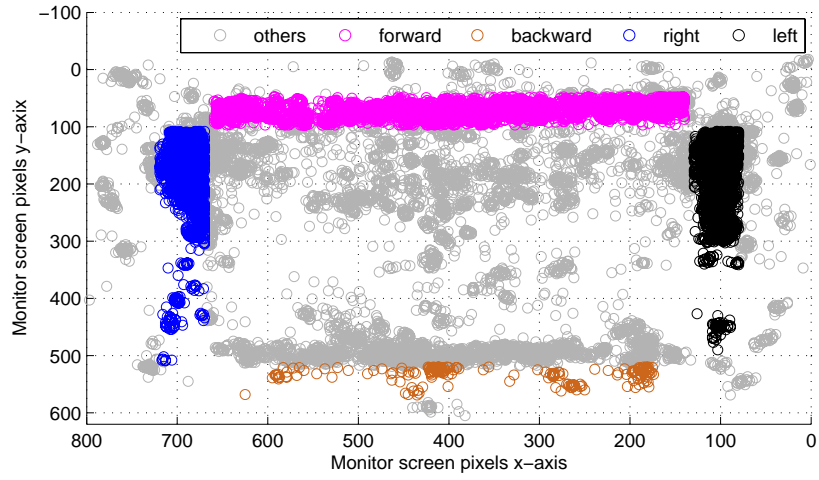 −100
others forward backward right left
0
100
200
300
400
500
600
800 700 600 500 400 300 200 100 0
Monitor screen pixels x−axis
Monitor screen pixels y−axix